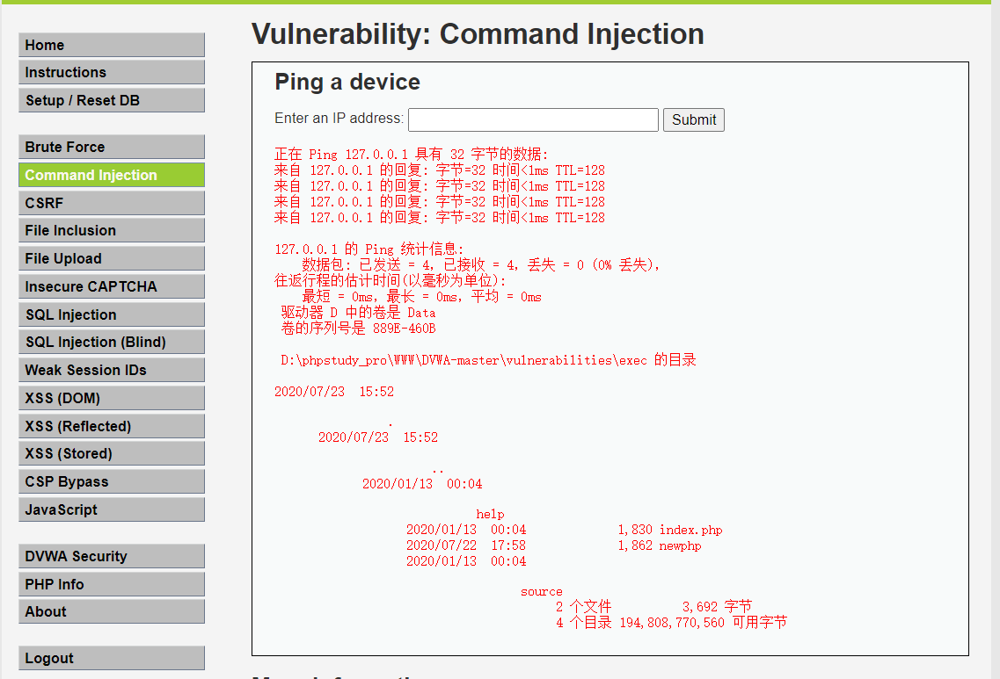 Vulnerability: Command Injection
Home
Instructions
Setup / Reset DB
Brute Force
Command Injection
CSRF
File Inclusion
File Upload
Insecure CAPTCHA
SQL Injection
SQL Injection (Blind)
Weak Session IDs
XSS (DOM)
XSS (Reflected)
XSS (Stored)
CSP Bypass
JavaScript
DVWA Security
PHP Info
About
Logout
Ping a device
Enter an IP address: Submit
正在 Ping 127.0.0.1 具有 32 字节的数据:
来自 127.0.0.1 的回复: 字节=32 时间<1ms TTL=128
来自 127.0.0.1 的回复: 字节=32 时间<1ms TTL=128
来自 127.0.0.1 的回复: 字节=32 时间<1ms TTL=128
来自 127.0.0.1 的回复: 字节=32 时间<1ms TTL=128
127.0.0.1 的 Ping 统计信息:
数据包: 已发送 = 4，已接收 = 4，丢失 = 0 (0% 丢失)，
往返行程的估计时间(以毫秒为单位):
最短 = 0ms，最长 = 0ms，平均 = 0ms
驱动器 D 中的卷是 Data
卷的序列号是 889E-460B
D:\phpstudy_pro\WWW\DVWA-master\vulnerabilities\exec 的目录
2020/07/23 15:52
.
2020/07/23 15:52
..
2020/01/13 00:04
help
2020/01/13 00:04 1,830 index.php
2020/07/22 17:58 1,862 newphp
2020/01/13 00:04
source
2 个文件 3,692 字节
4 个目录 194,808,770,560 可用字节